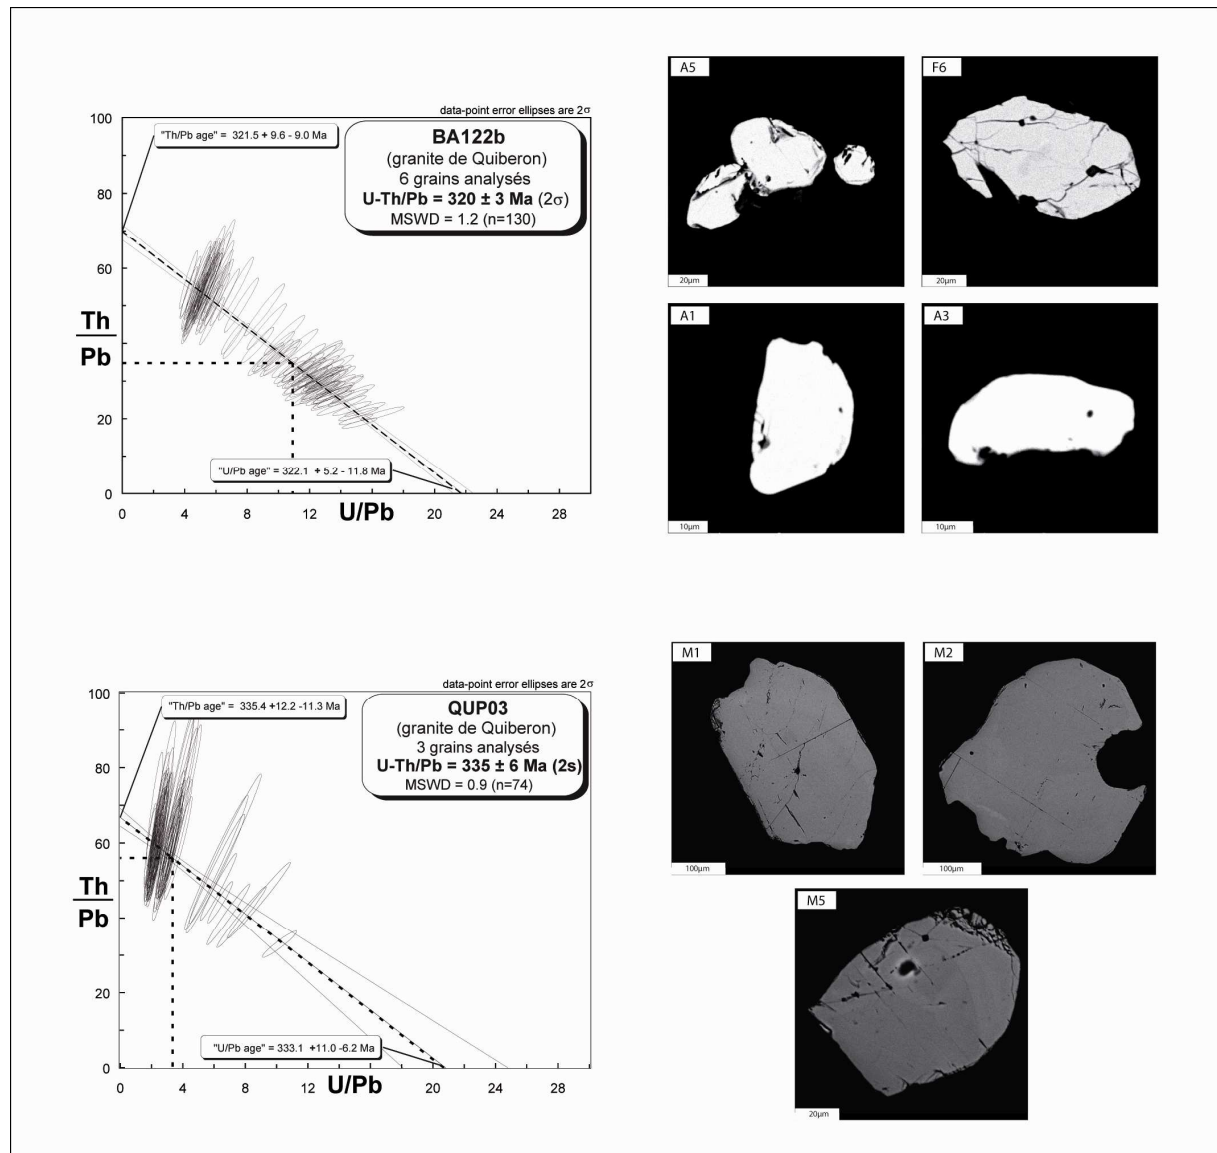 data-point error ellipses are 2σ
"Th/Pb age" = 321.5 + 9.6 - 9.0 Ma
BA122b
(granite de Quiberon)
6 grains analysés
U-Th/Pb = 320 ± 3 Ma (2σ)
MSWD = 1.2 (n=130)
100
80
60
40
20
0
Th
Pb
"U/Pb age" = 322.1 + 5.2 - 11.8 Ma
0 4 8 12 16 20 24 28
U/Pb
A5
20µm
F6
20µm
A1
10µm
A3
10µm
data-point error ellipses are 2σ
"Th/Pb age" = 335.4 +12.2 -11.3 Ma
QUP03
(granite de Quiberon)
3 grains analysés
U-Th/Pb = 335 ± 6 Ma (2s)
MSWD = 0.9 (n=74)
100
80
60
40
20
0
Th
Pb
"U/Pb age" = 333.1 +11.0 -6.2 Ma
0 4 8 12 16 20 24 28
U/Pb
M1
100µm
M2
100µm
M5
20µm